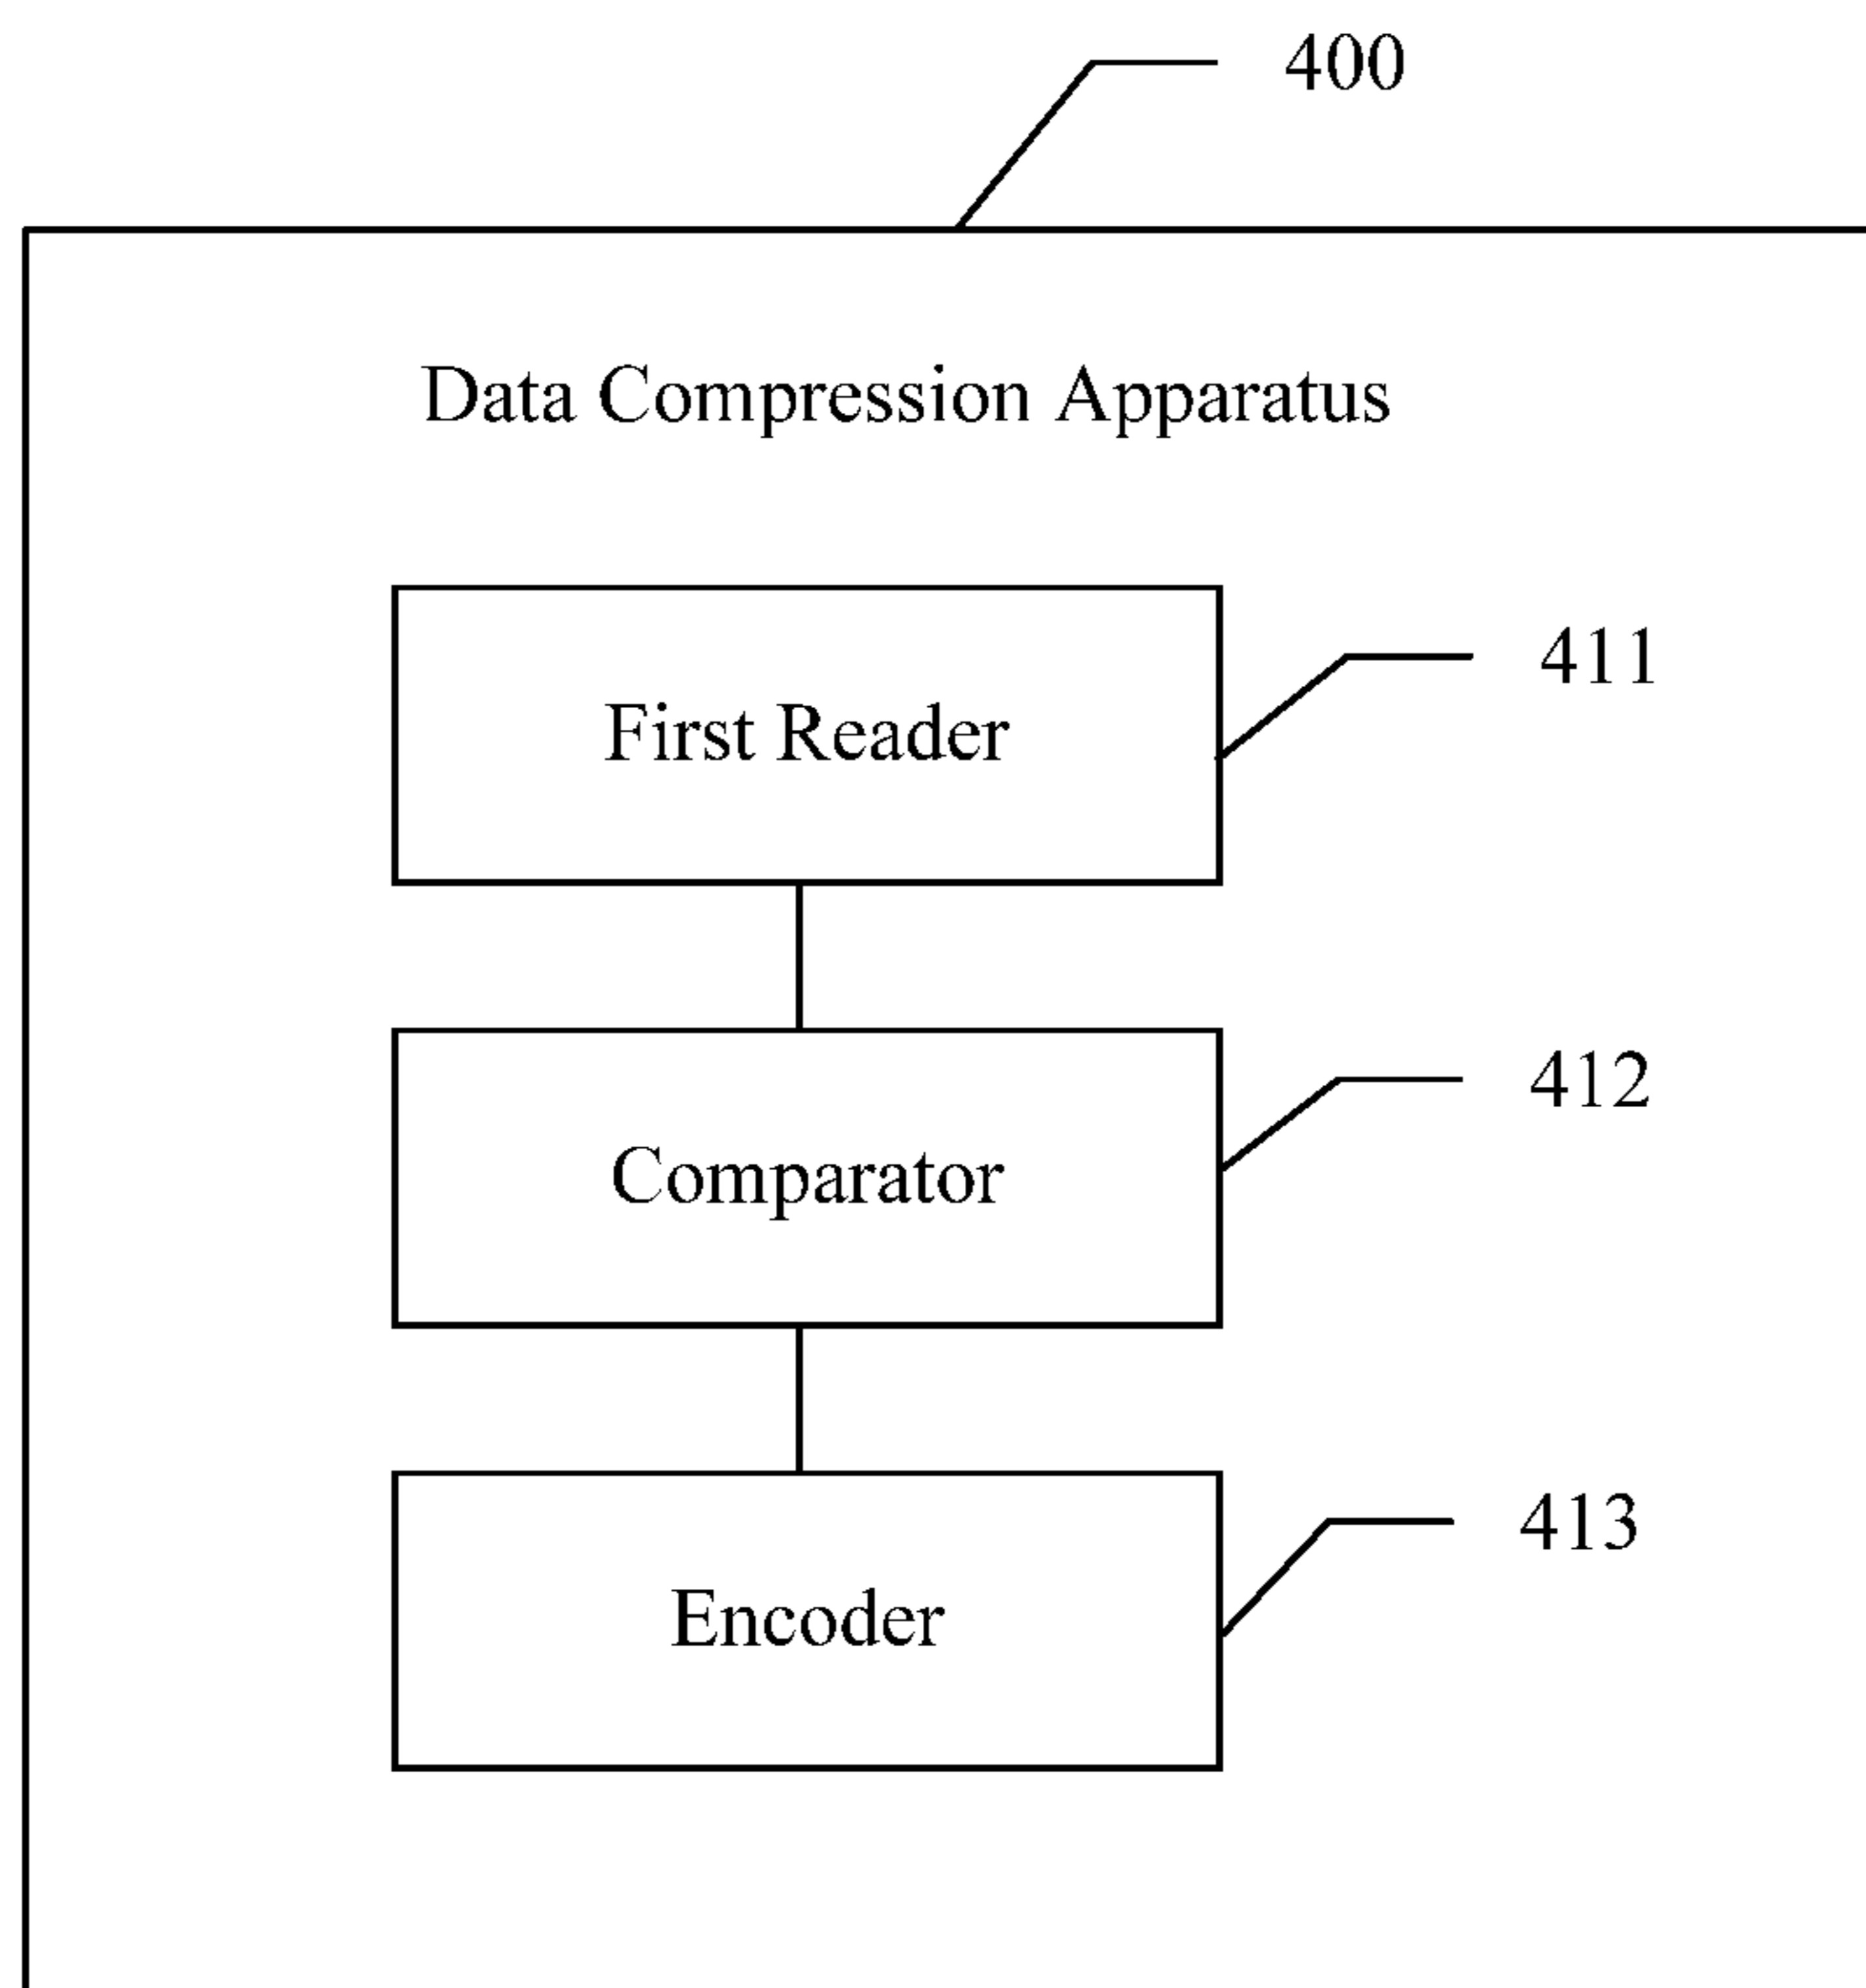 400
Data Compression Apparatus
First Reader
411
Comparator
412
Encoder
413